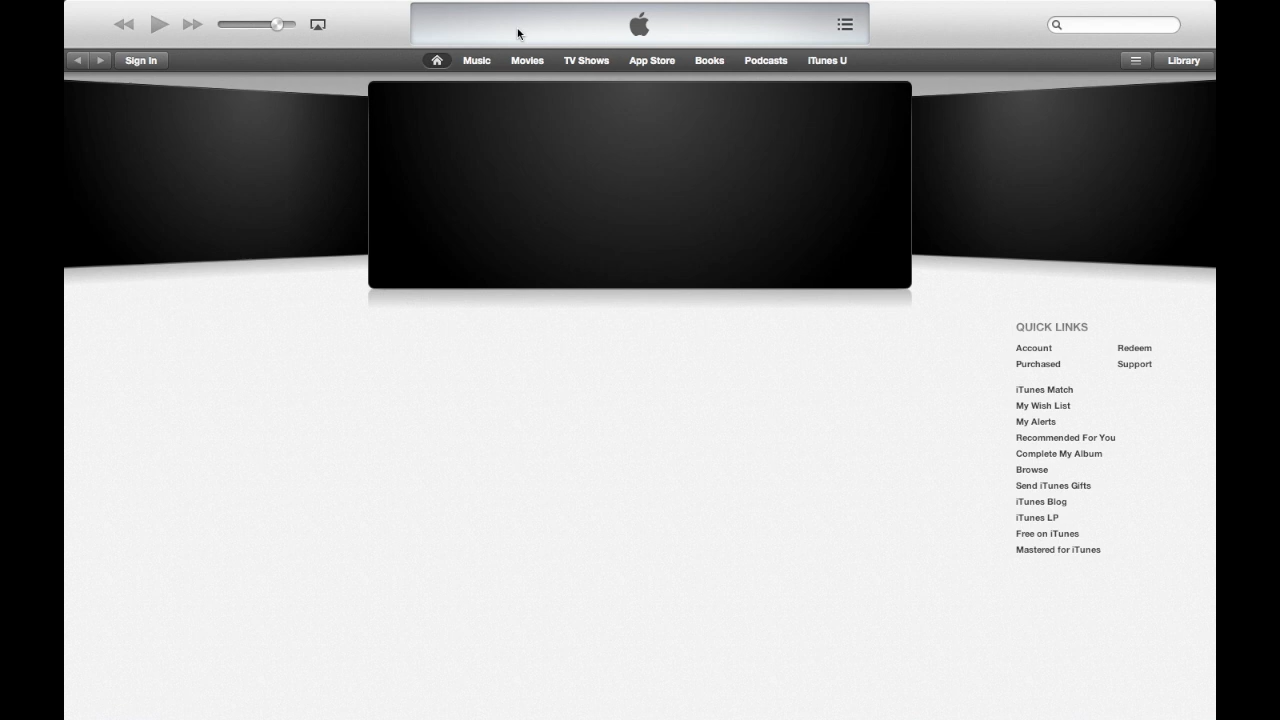 Sign In
Music Movies TV Shows App Store Books Podcasts iTunes U
Library
QUICK LINKS
Account Redeem
Purchased Support
iTunes Match
My Wish List
My Alerts
Recommended For You
Complete My Album
Browse
Send iTunes Gifts
iTunes Blog
iTunes LP
Free on iTunes
Mastered for iTunes